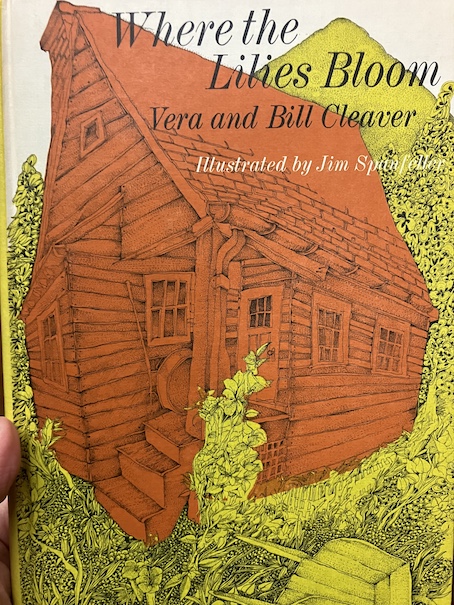 Where the
Lilies Bloom
Vera and Bill Cleaver
Illustrated by Jim Spanfeller